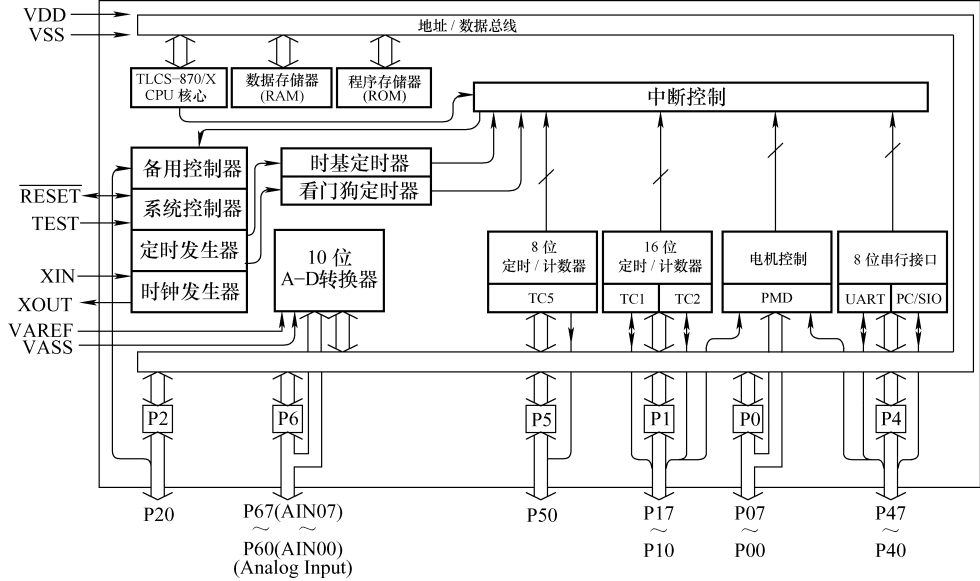 VDD
VSS
地址 / 数据总线
TLCS-870/X
CPU 核心
数据存储器
(RAM)
程序存储器
(ROM)
中断控制
备用控制器
系统控制器
定时发生器
时钟发生器
时基定时器
看门狗定时器
RESET
TEST
XIN
XOUT
VAREF
VASS
10 位
A-D转换器
8 位
定时 / 计数器
TC5
16 位
定时 / 计数器
TC1
TC2
电机控制
PMD
8 位串行接口
UART
PC/SIO
P2
P6
P5
P1
P0
P4
P20
P67(AIN07)
～ ～
P60(AIN00)
(Analog Input)
P50
P17
～
P10
P07
～
P00
P47
～
P40